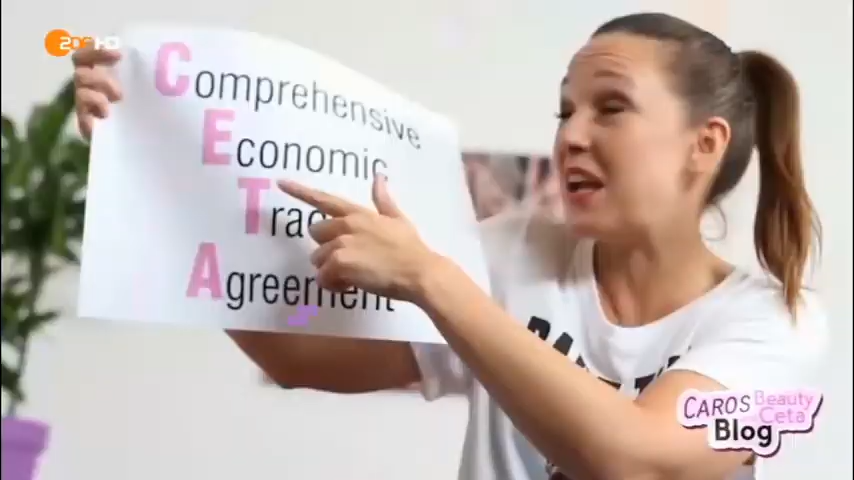 ZDF HD
Comprehensive
Economic
Trad
Agreement
CAROS Beauty
Ceta
Blog